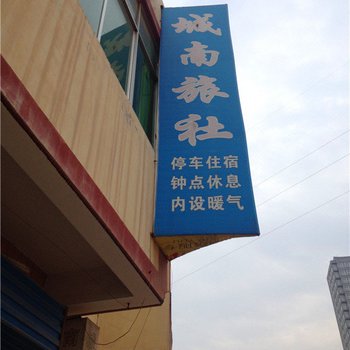 城南旅社
停车住宿
钟点休息
内设暖气